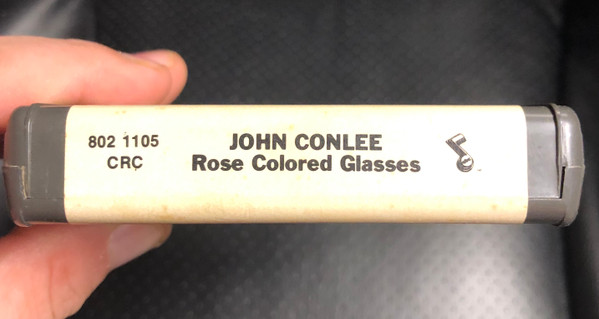 802 1105
CRC
JOHN CONLEE
Rose Colored Glasses